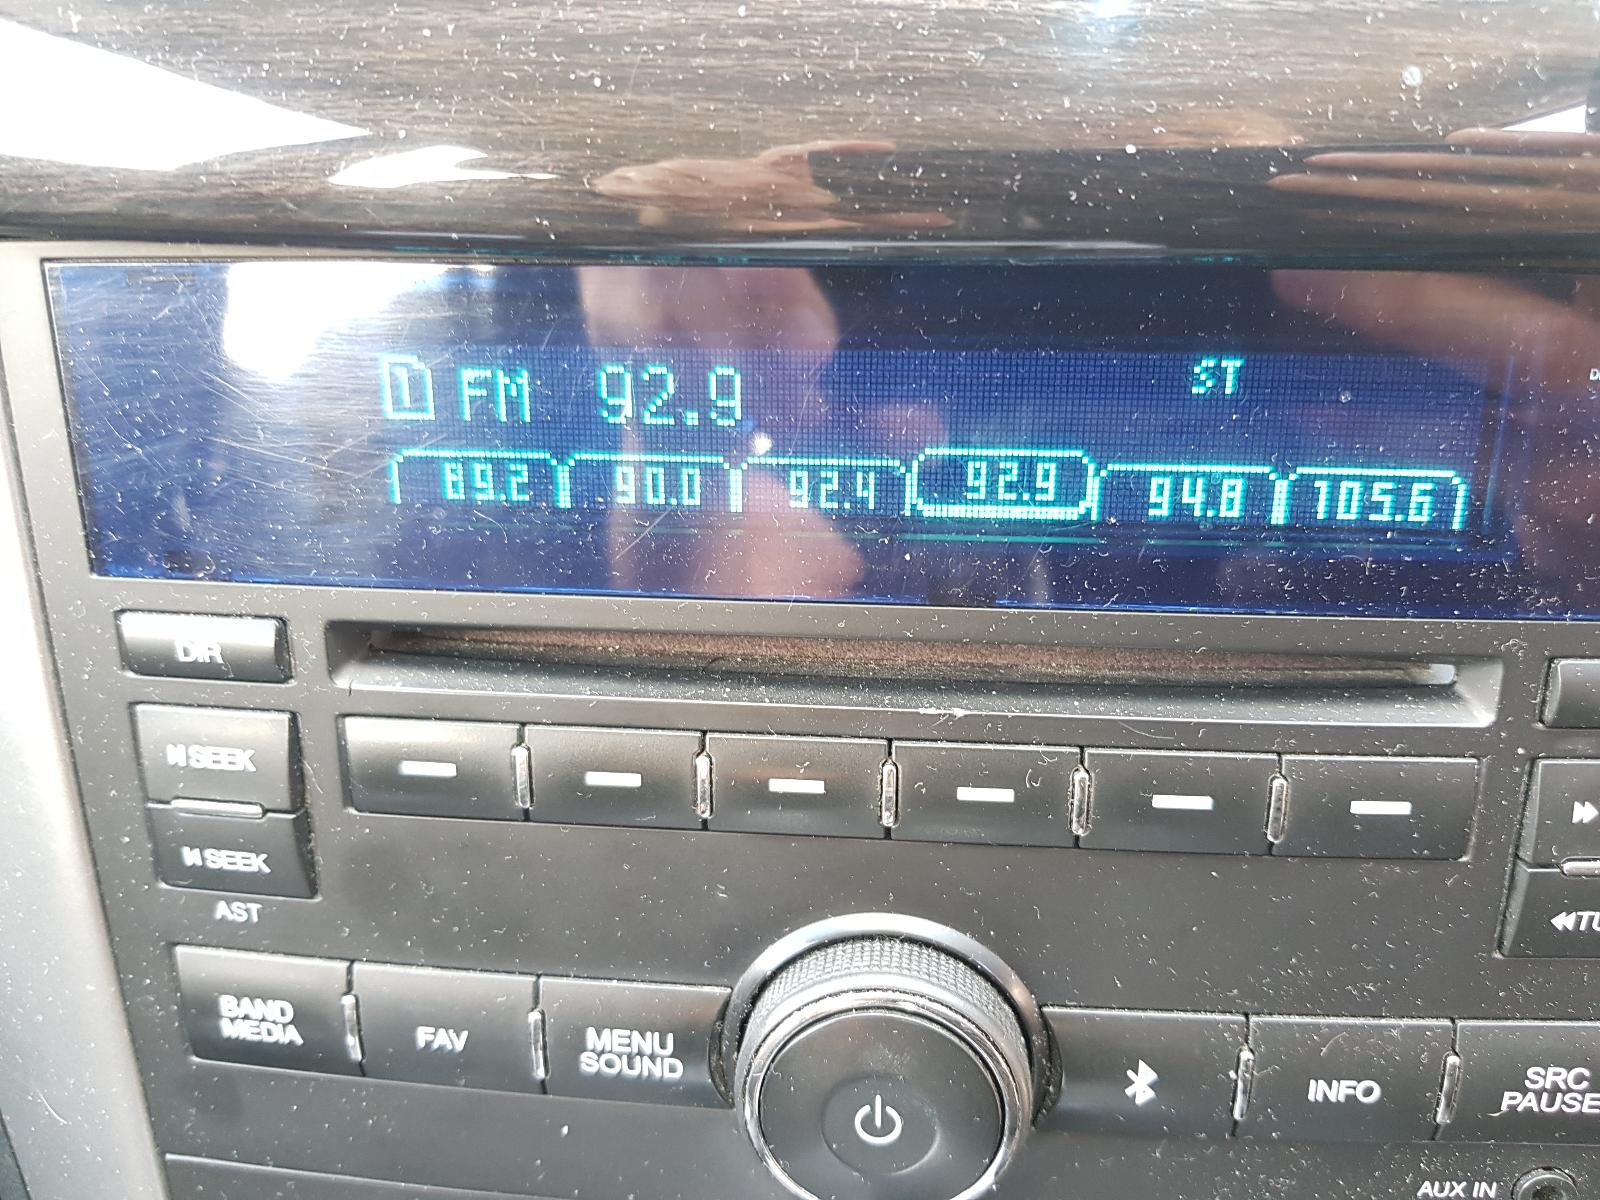 1 FM 92.9 ST
89.2 90.0 92.4 92.9 94.8 105.6
DIR
SEEK
SEEK
AST
BAND
MEDIA
FAV
MENU
SOUND
INFO
SRC
PAUSE
AUX IN